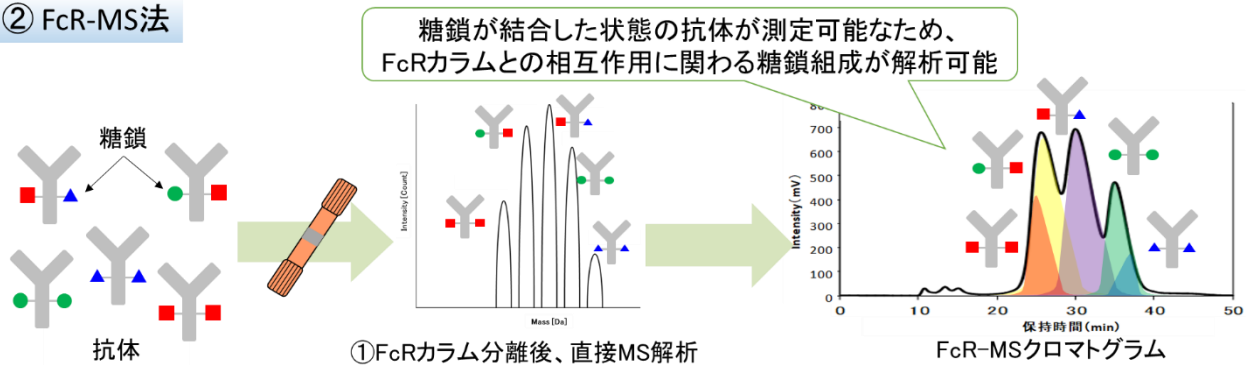 ② FcR-MS法
糖鎖が結合した状態の抗体が測定可能なため、
FcRカラムとの相互作用に関わる糖鎖組成が解析可能
糖鎖
抗体
Intensity [Count]
Mass [Da]
①FcRカラム分離後、直接MS解析
Intensity(mV)
700
600
500
400
300
200
100
0
0 10 20 30 40 50
保持時間(min)
FcR-MSクロマトグラム